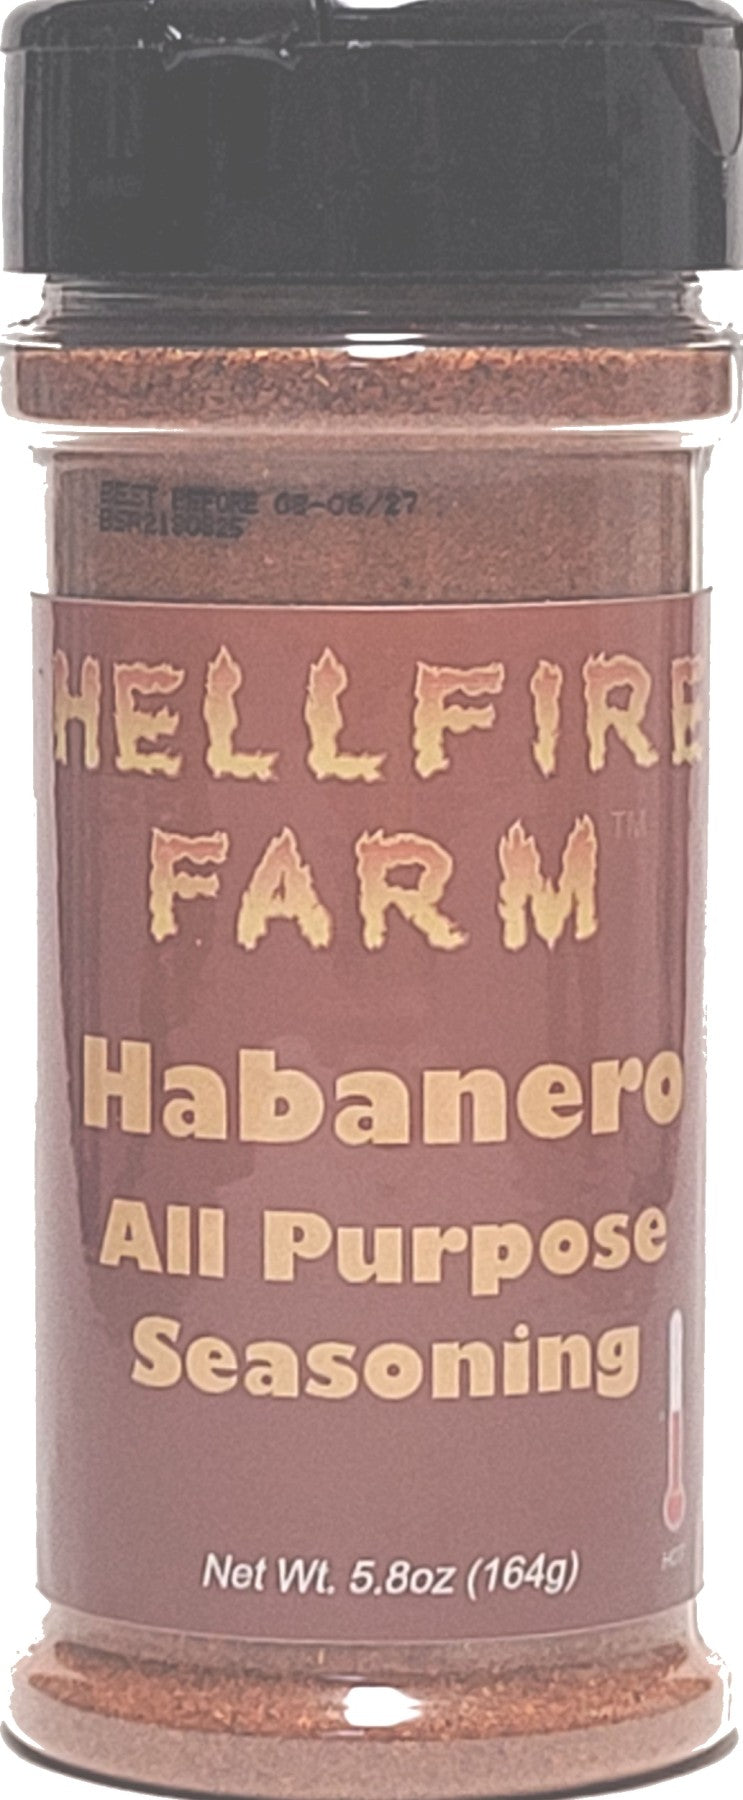 BEST BEFORE 08-06/27
HELLFIRE
FARM™
Habanero
All Purpose
Seasoning
HOT
Net Wt. 5.8oz (164g)